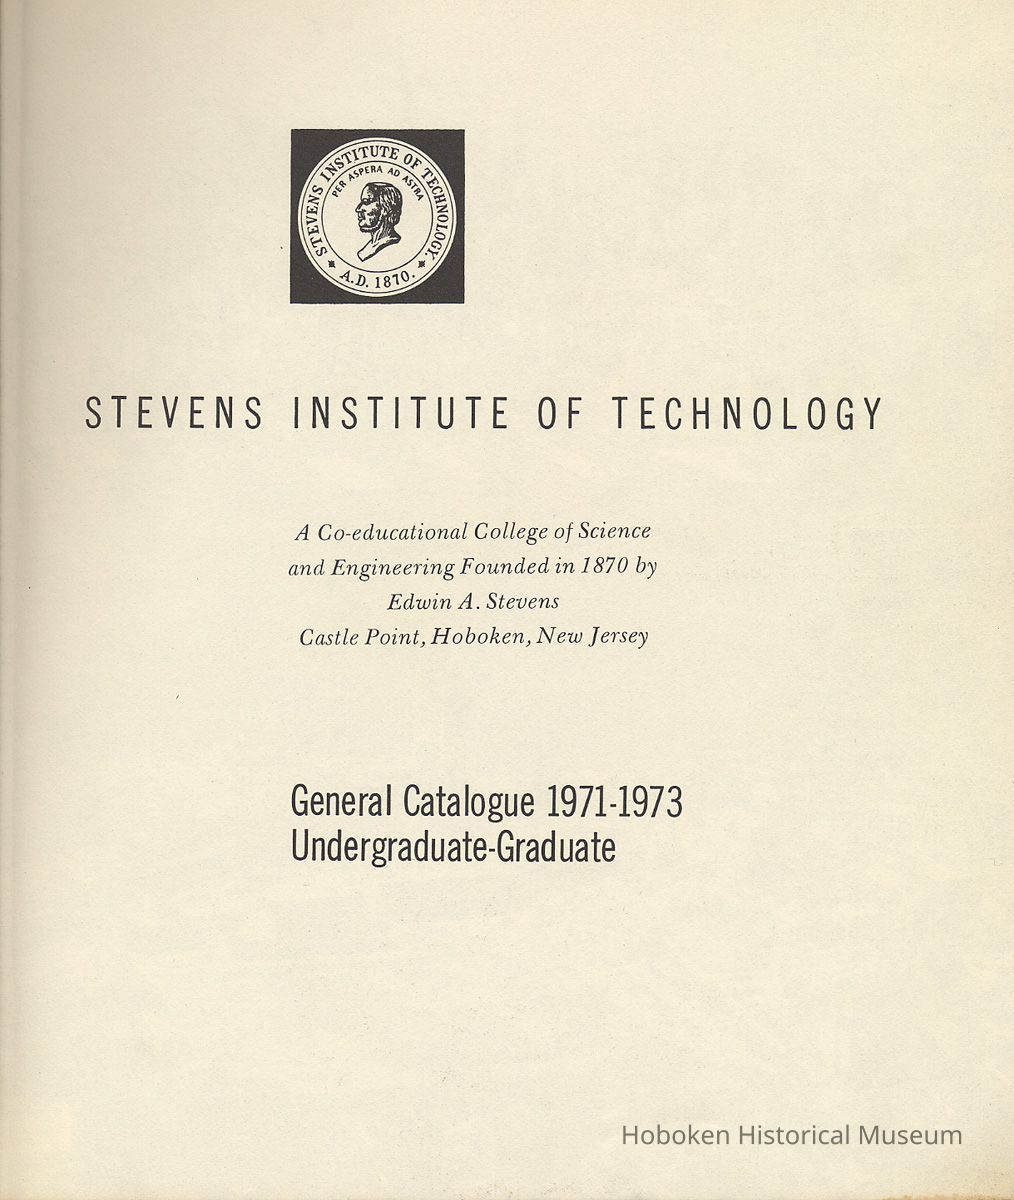 STEVENS INSTITUTE OF TECHNOLOGY.
PER ASPERA AD ASTRA
A.D. 1870.
STEVENS INSTITUTE OF TECHNOLOGY
A Co-educational College of Science
and Engineering Founded in 1870 by
Edwin A. Stevens
Castle Point, Hoboken, New Jersey
General Catalogue 1971-1973
Undergraduate-Graduate
Hoboken Historical Museum